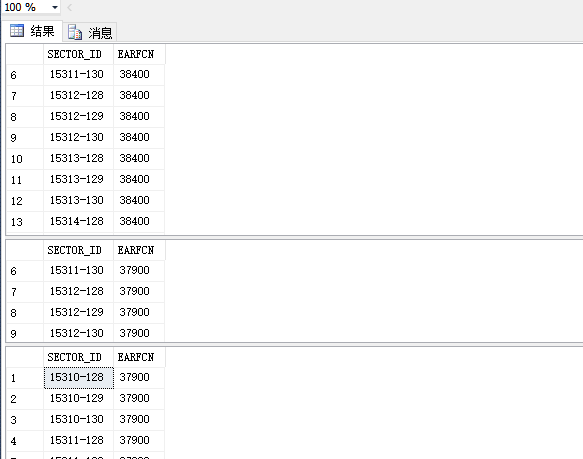 100 %
结果 消息
SECTOR_ID EARFCN
6 15311-130 38400
7 15312-128 38400
8 15312-129 38400
9 15312-130 38400
10 15313-128 38400
11 15313-129 38400
12 15313-130 38400
13 15314-128 38400
SECTOR_ID EARFCN
6 15311-130 37900
7 15312-128 37900
8 15312-129 37900
9 15312-130 37900
SECTOR_ID EARFCN
1 15310-128 37900
2 15310-129 37900
3 15310-130 37900
4 15311-128 37900